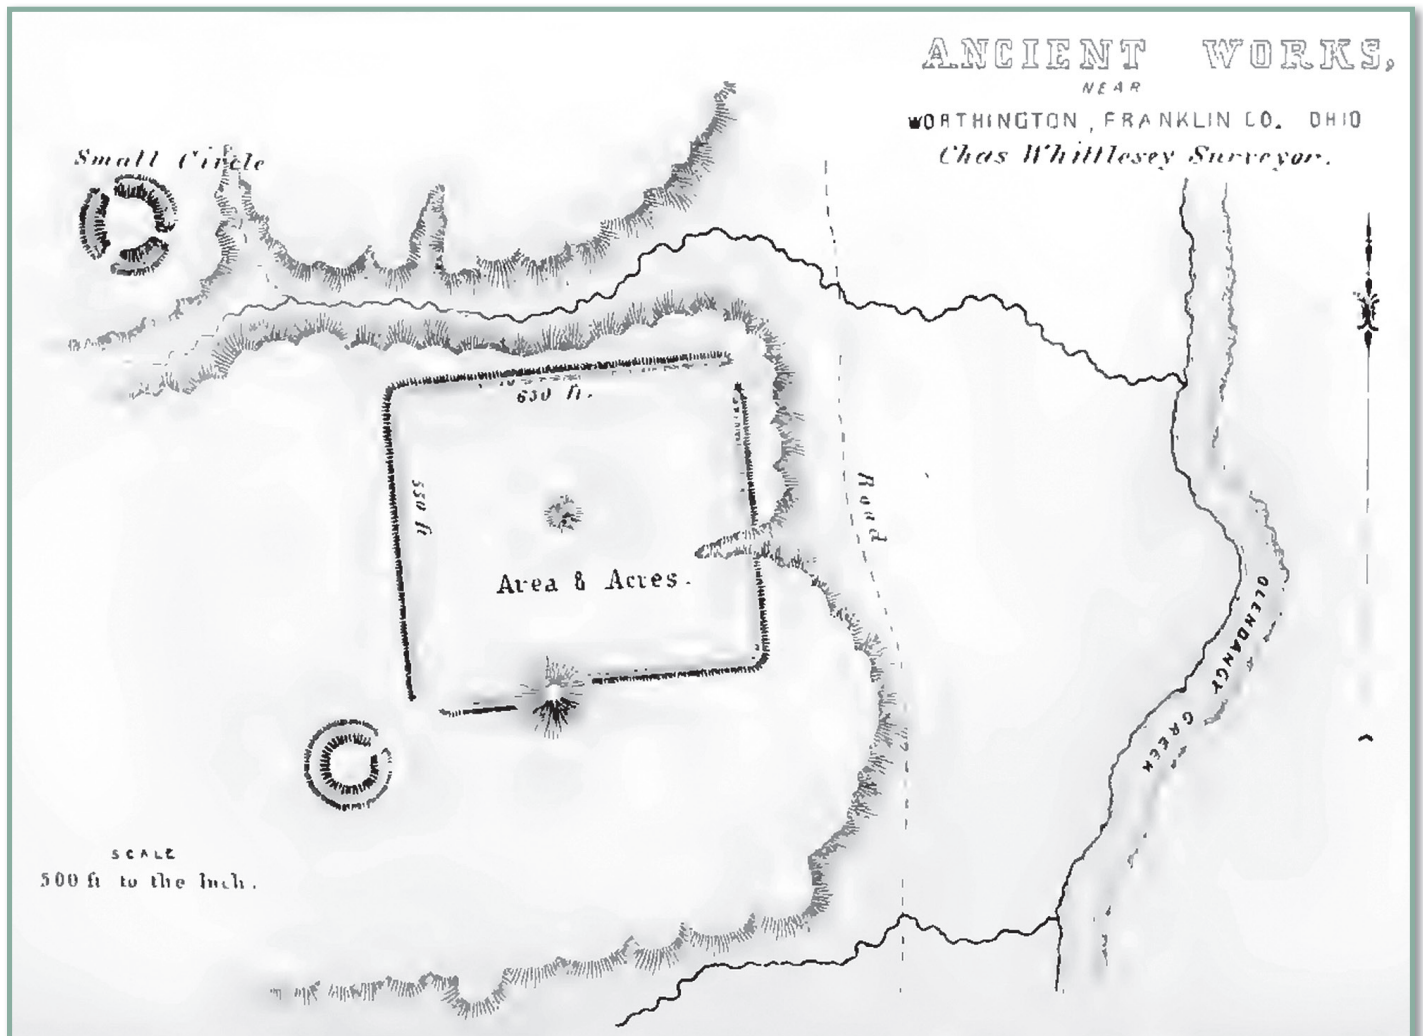 ANCIENT WORKS,
NEAR
WORTHINGTON, FRANKLIN CO. OHIO
Chas Whittlesey Surveyor.
Small Circle
630 ft.
550 ft
Road
Area 8 Acres.
OLENDANGY CREEK
SCALE
500 ft to the Inch.